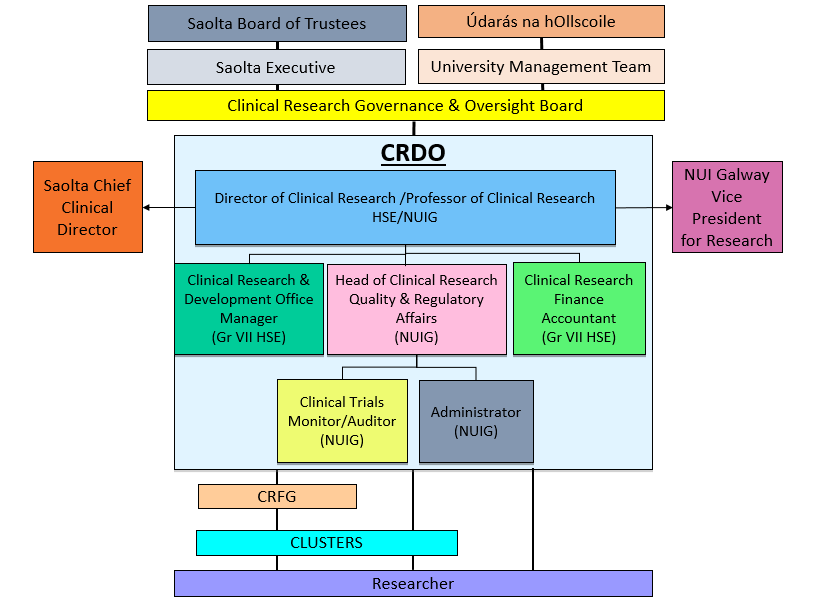 Saolta Board of Trustees
Údarás na hOllscoile
Saolta Executive
University Management Team
Clinical Research Governance & Oversight Board
CRDO
Saolta Chief
Clinical
Director
Director of Clinical Research /Professor of Clinical Research
HSE/NUIG
NUI Galway
Vice
President
for Research
Clinical Research &
Development Office
Manager
(Gr VII HSE)
Head of Clinical Research
Quality & Regulatory
Affairs
(NUIG)
Clinical Research
Finance
Accountant
(Gr VII HSE)
Clinical Trials
Monitor/Auditor
(NUIG)
Administrator
(NUIG)
CRFG
CLUSTERS
Researcher